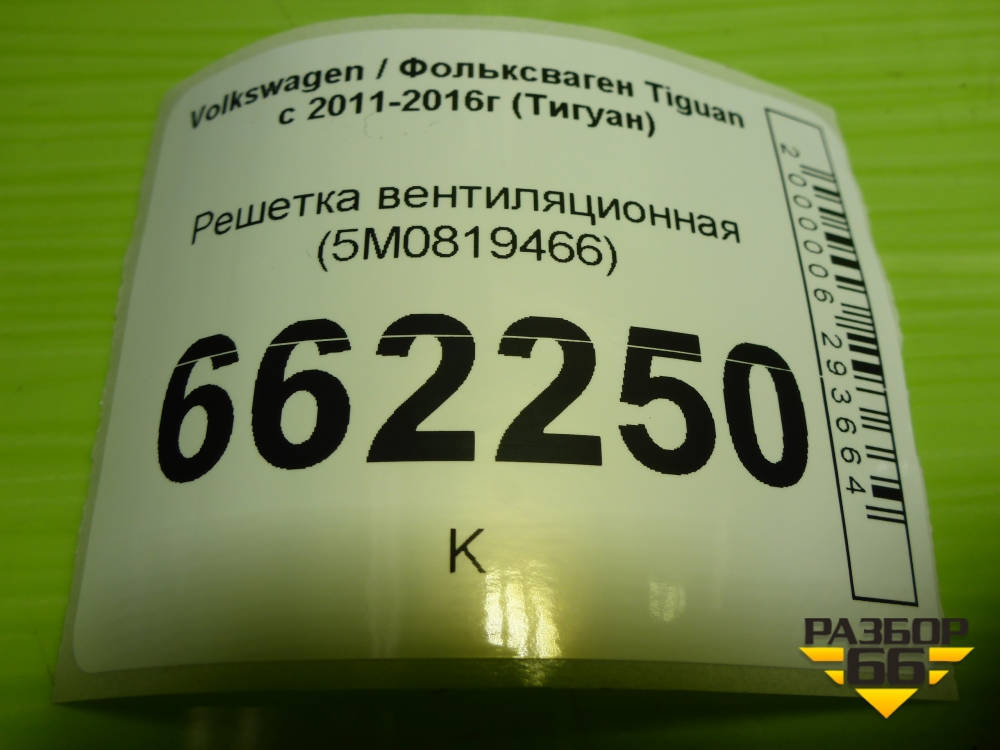 Volkswagen / Фольксваген Tiguan
с 2011-2016г (Тигуан)
Решетка вентиляционная
(5M0819466)
662250
К
2000006293664
РАЗБОР
66